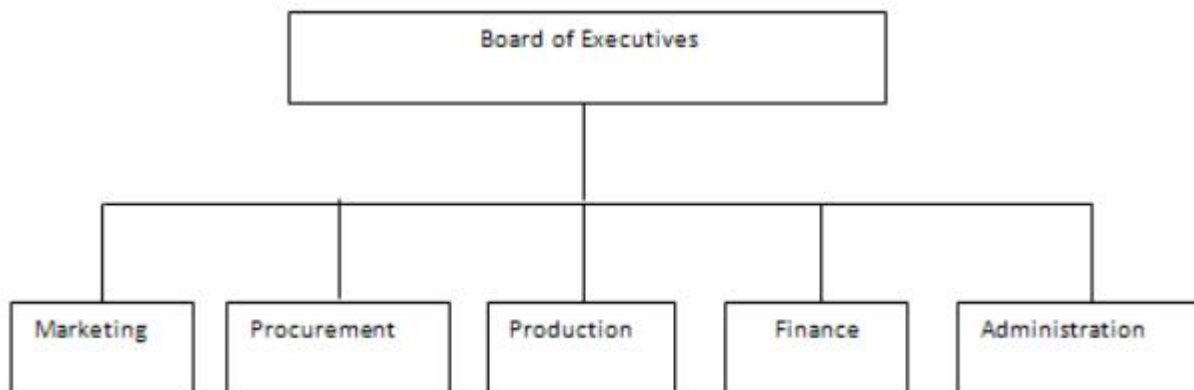 Board of Executives
Marketing
Procurement
Production
Finance
Administration